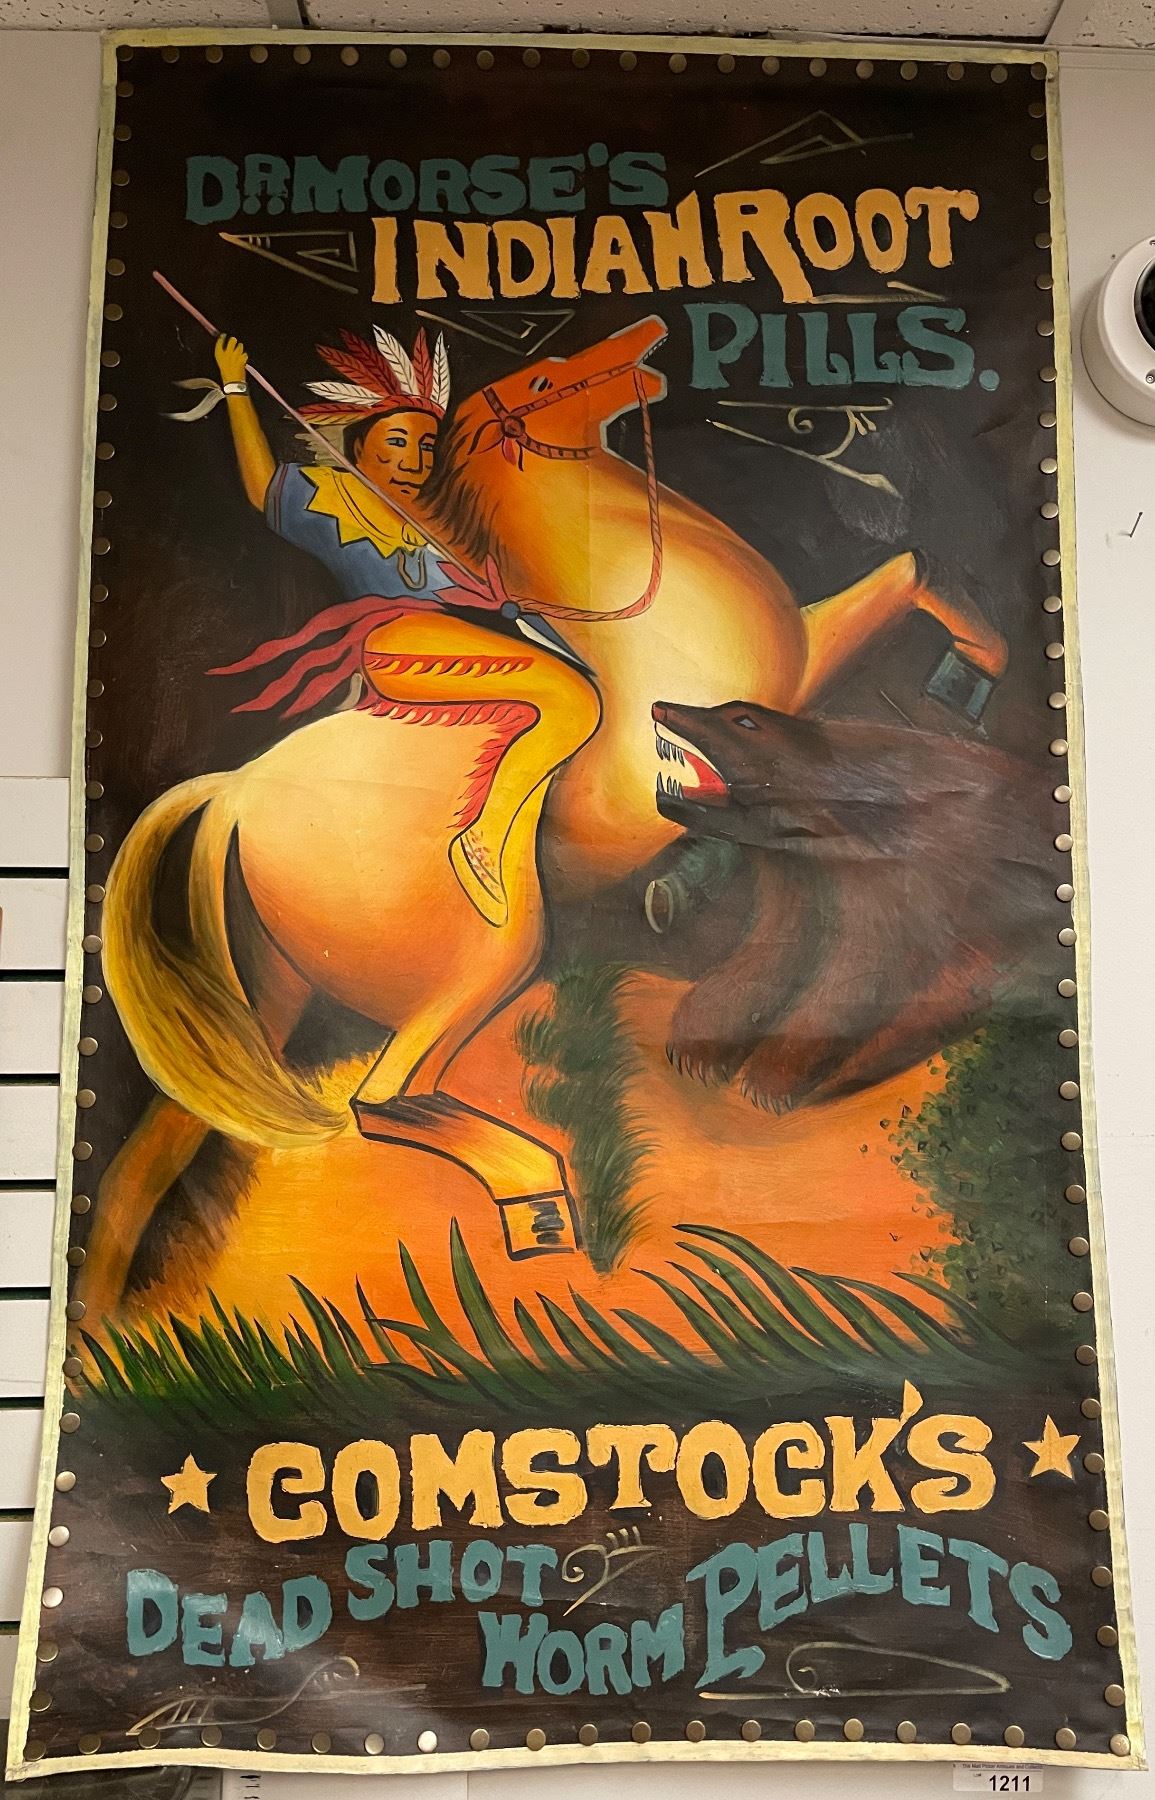 DR. MORSE'S
INDIAN ROOT
PILLS.
COMSTOCK'S
DEAD SHOT
WORM PELLETS
1211